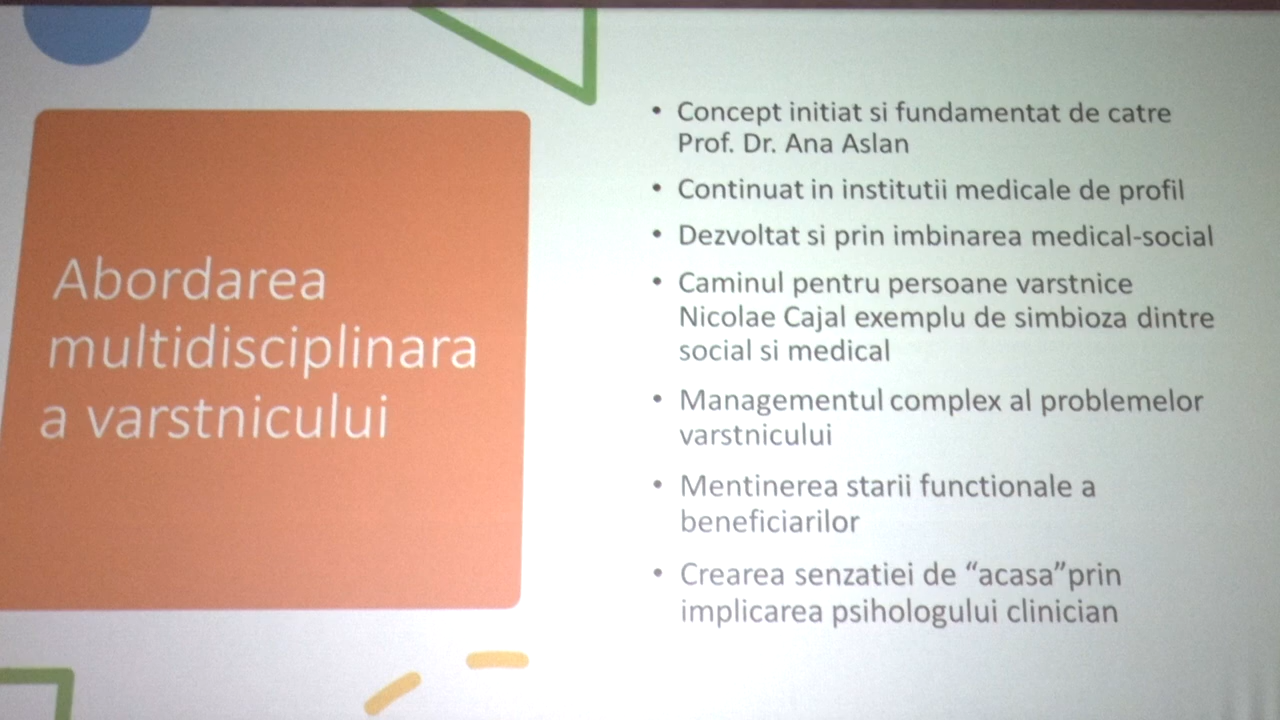 Abordarea
multidisciplinara
a varstnicului
• Concept initiat si fundamentat de catre
Prof. Dr. Ana Aslan
• Continuat in institutii medicale de profil
• Dezvoltat si prin imbinarea medical-social
• Caminul pentru persoane varstnice
Nicolae Cajal exemplu de simbioza dintre
social si medical
• Managementul complex al problemelor
varstnicului
• Mentinerea starii functionale a
beneficiarilor
• Crearea senzatiei de “acasa”prin
implicarea psihologului clinician